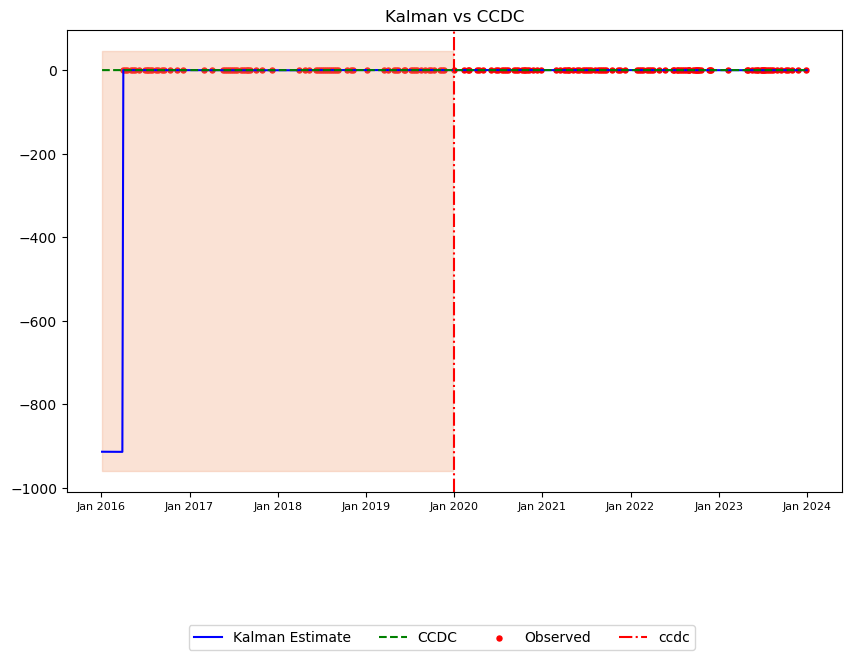 Kalman vs CCDC
0
−200
−400
−600
−800
−1000
Jan 2016 Jan 2017 Jan 2018 Jan 2019 Jan 2020 Jan 2021 Jan 2022 Jan 2023 Jan 2024
Kalman Estimate CCDC Observed ccdc